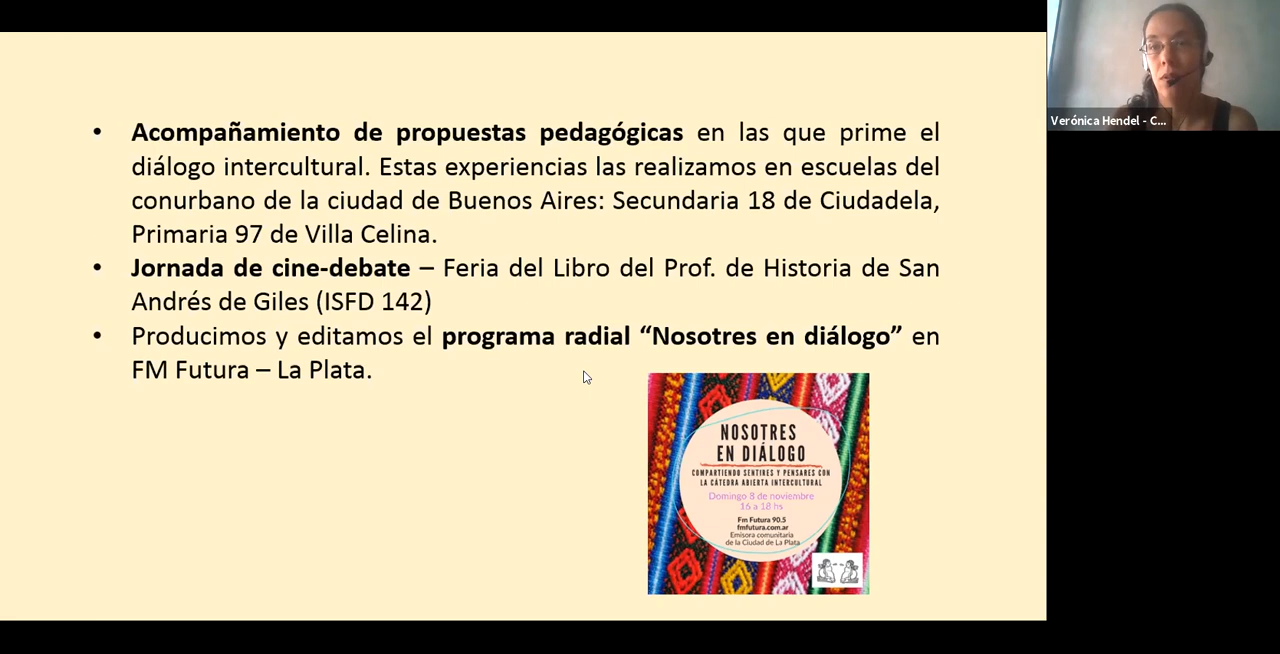 • Acompañamiento de propuestas pedagógicas en las que prime el
diálogo intercultural. Estas experiencias las realizamos en escuelas del
conurbano de la ciudad de Buenos Aires: Secundaria 18 de Ciudadela,
Primaria 97 de Villa Celina.
• Jornada de cine-debate – Feria del Libro del Prof. de Historia de San
Andrés de Giles (ISFD 142)
• Producimos y editamos el programa radial “Nosotres en diálogo” en
FM Futura – La Plata.
NOSOTRES
EN DIÁLOGO
COMPARTIENDO SENTIRES Y PENSARES CON
LA CÁTEDRA ABIERTA INTERCULTURAL
Domingo 8 de noviembre
16 a 18 hs
Fm Futura 90.5
fmfutura.com.ar
Emisora comunitaria
de la Ciudad de La Plata
Verónica Hendel - C...